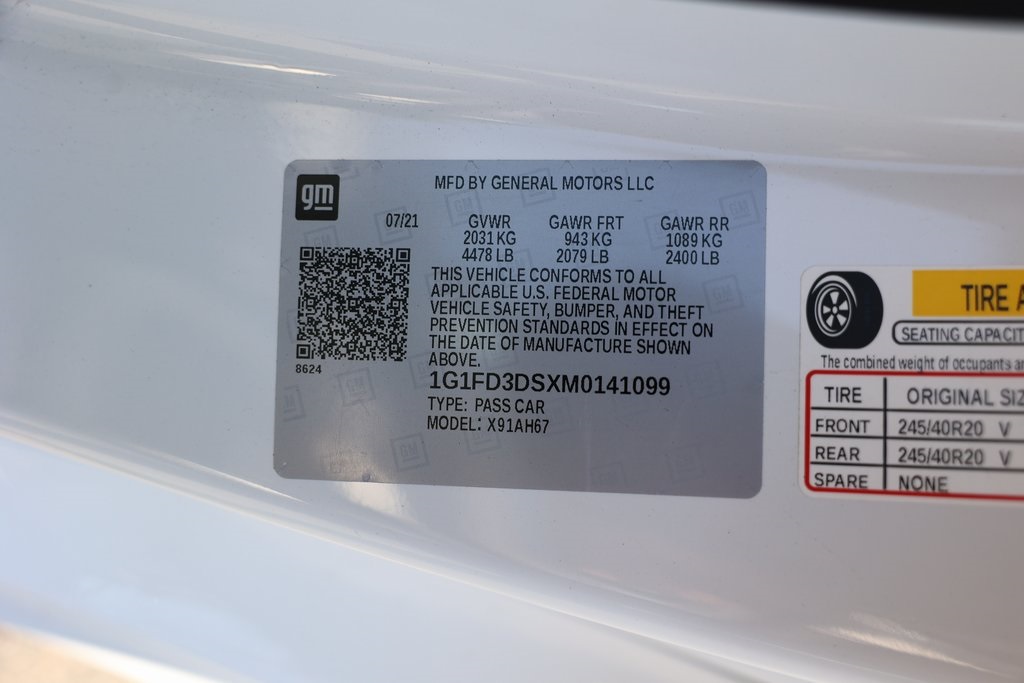 gm
MFD BY GENERAL MOTORS LLC
07/21 GVWR GAWR FRT GAWR RR
2031 KG 943 KG 1089 KG
4478 LB 2079 LB 2400 LB
THIS VEHICLE CONFORMS TO ALL
APPLICABLE U.S. FEDERAL MOTOR
VEHICLE SAFETY, BUMPER, AND THEFT
PREVENTION STANDARDS IN EFFECT ON
THE DATE OF MANUFACTURE SHOWN
ABOVE.
8624
1G1FD3DSXM0141099
TYPE: PASS CAR
MODEL: X91AH67
TIRE A
SEATING CAPACIT
The combined weight of occupants a
TIRE ORIGINAL SIZ
FRONT 245/40R20 V
REAR 245/40R20 V
SPARE NONE